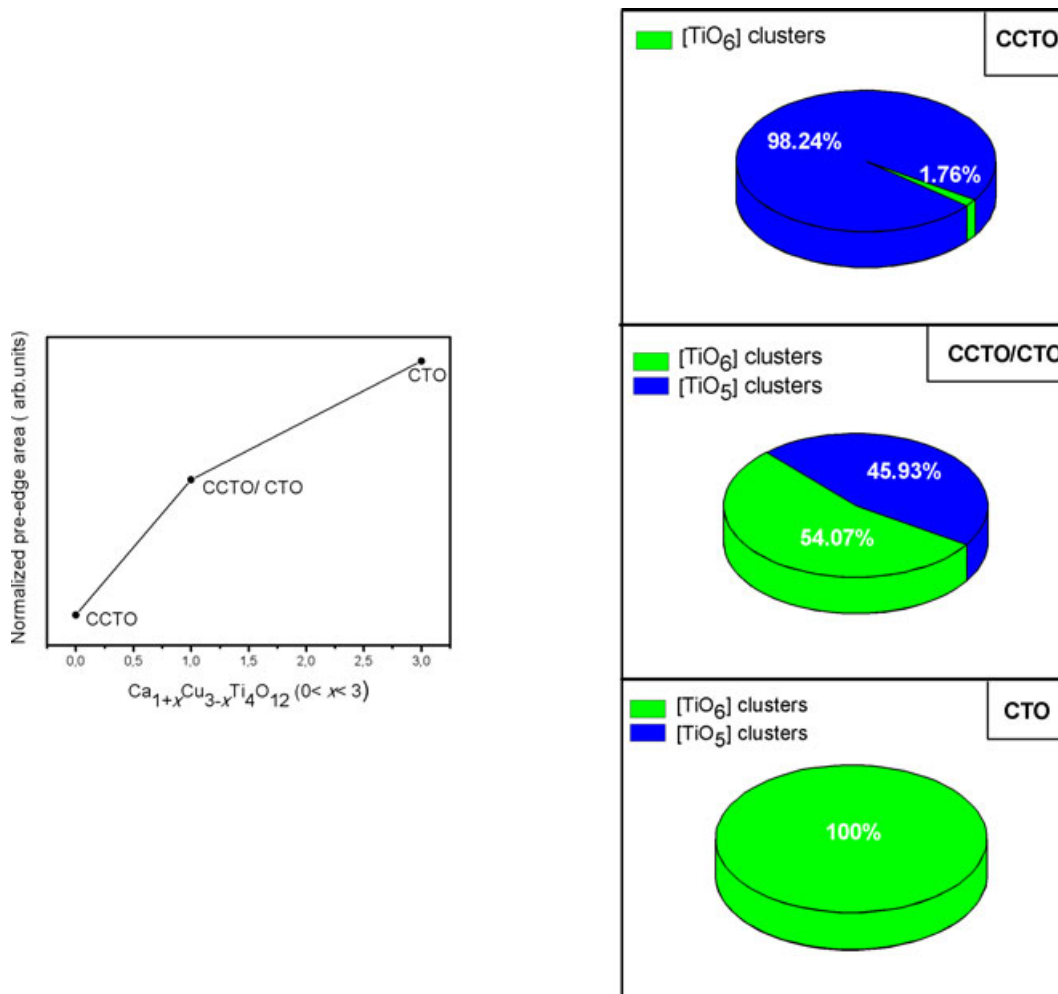 Normalized pre-edge area ( arb.units)
CTO
CCTO/ CTO
CCTO
0,0 0,5 1,0 1,5 2,0 2,5 3,0
Ca1+xCu3-xTi4O12 (0< x< 3)
[TiO6] clusters
CCTO
98.24%
1.76%
[TiO6] clusters
[TiO5] clusters
CCTO/CTO
45.93%
54.07%
[TiO6] clusters
[TiO5] clusters
CTO
100%